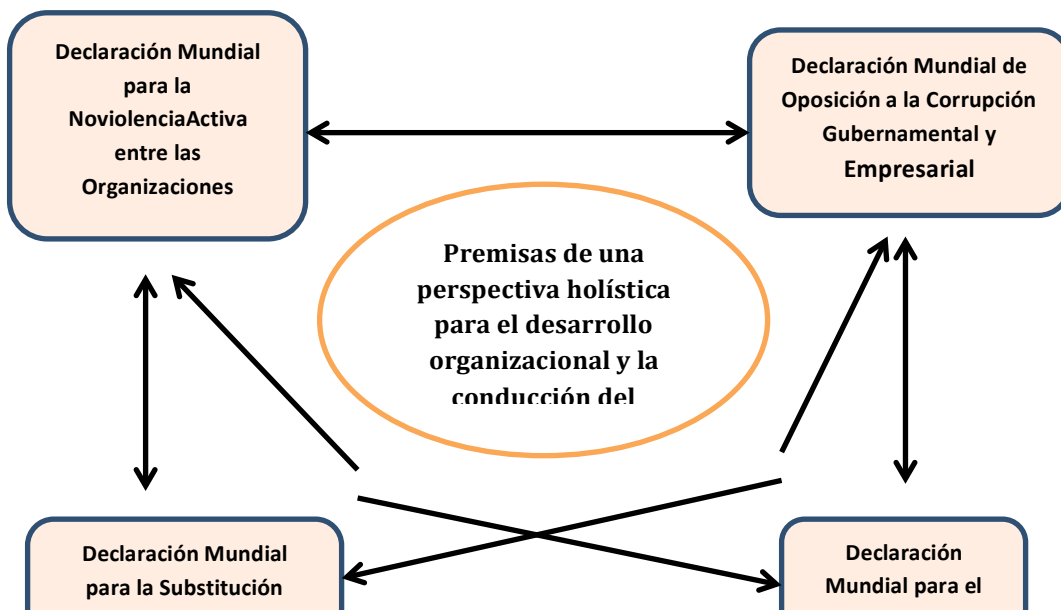 Declaración Mundial
para la
NoviolenciaActiva
entre las
Organizaciones
Declaración Mundial de
Oposición a la Corrupción
Gubernamental y
Empresarial
Premisas de una
perspectiva holística
para el desarrollo
organizacional y la
conducción del
Declaración Mundial
para la Substitución
Declaración
Mundial para el